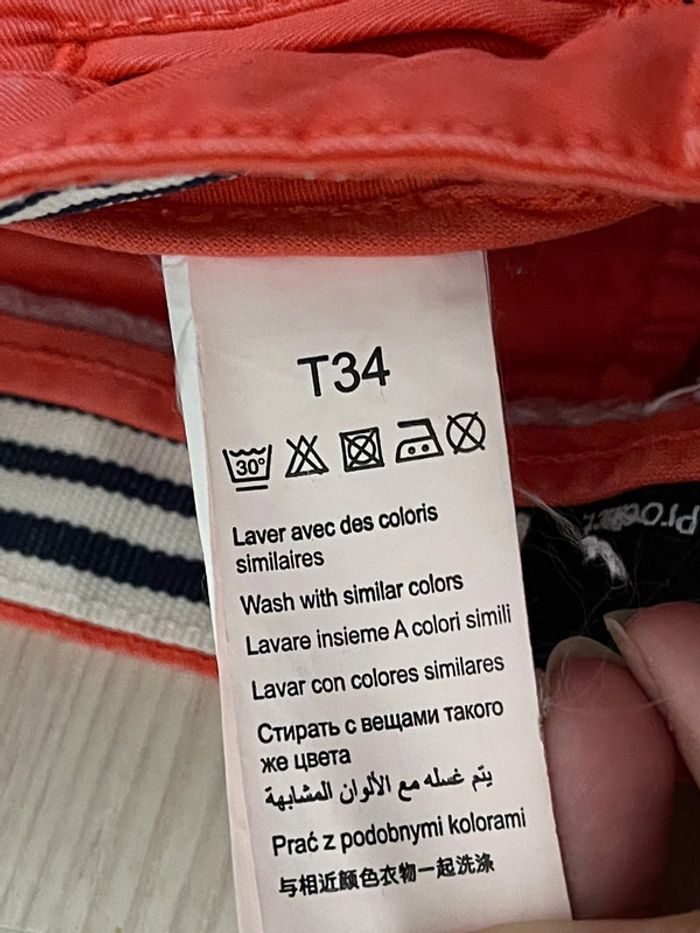 T34
30°
Laver avec des coloris
similaires
Wash with similar colors
Lavare insieme A colori simili
Lavar con colores similares
Стирать с вещами такого
же цвета
يتم غسله مع الألوان المشابهة
Prać z podobnymi kolorami
与相近颜色衣物一起洗涤